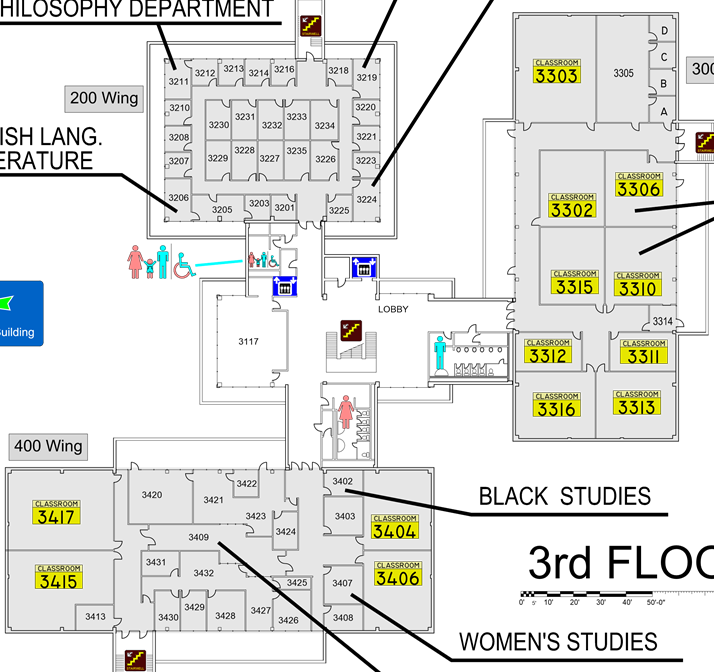 HILOSOPHY DEPARTMENT
STAIRWELL
3211
3212
3213
3214
3216
3218
3219
3210
3220
3208
3221
3207
3223
3206
3205
3203
3201
3225
3224
3230
3231
3232
3233
3234
3229
3228
3227
3235
3226
200 Wing
ISH LANG.
ERATURE
CLASSROOM
3303
3305
D
C
B
A
300
STAIRWELL
CLASSROOM
3306
CLASSROOM
3302
CLASSROOM
3315
CLASSROOM
3310
3314
CLASSROOM
3312
CLASSROOM
3311
CLASSROOM
3316
CLASSROOM
3313
Building
3117
LOBBY
400 Wing
CLASSROOM
3417
CLASSROOM
3415
3413
3420
3421
3422
3423
3424
3409
3431
3432
3425
3430
3429
3428
3427
3426
3402
3403
CLASSROOM
3404
CLASSROOM
3406
3407
3408
STAIRWELL
BLACK STUDIES
3rd FLOO
0' 5' 10' 20' 30' 40' 50'-0"
WOMEN'S STUDIES